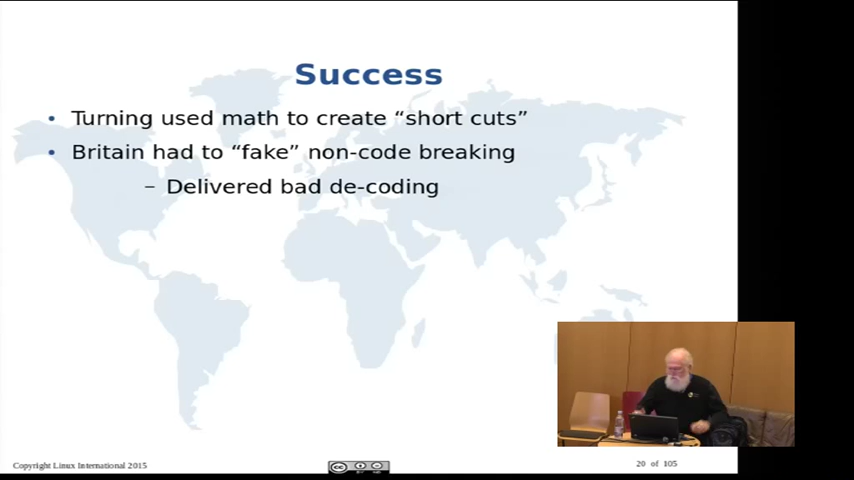 Success
• Turning used math to create “short cuts”
• Britain had to “fake” non-code breaking
– Delivered bad de-coding
Copyright Linux International 2015
20 of 105